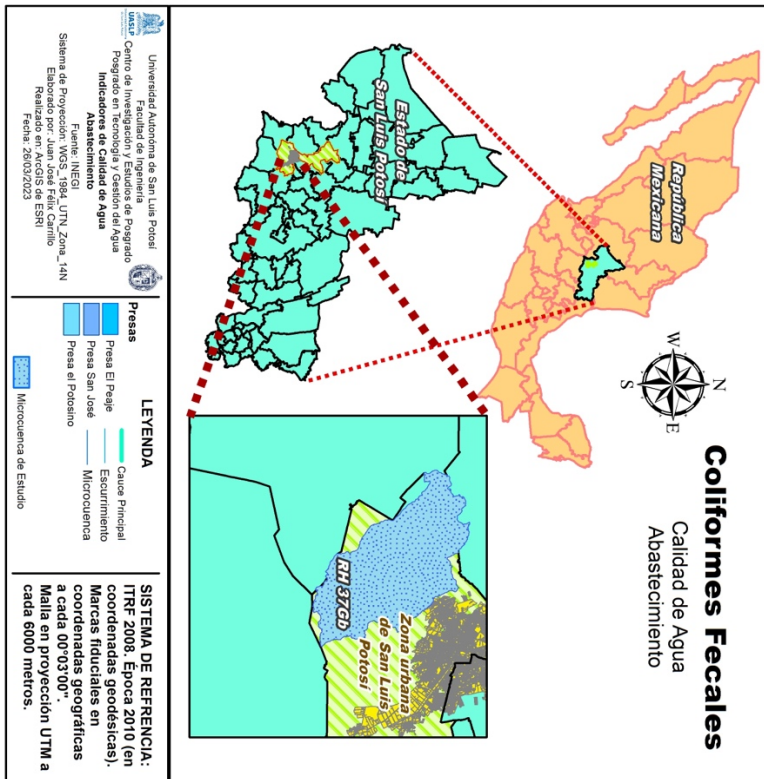 Coliformes Fecales
Calidad de Agua
Abastecimiento
N
W
E
S
República
Mexicana
Estado de
San Luis Potosí
RH 37Gb
Zona urbana
de San Luis
Potosí
UASLP
Universidad Autónoma de San Luis Potosí
Facultad de Ingeniería
Centro de Investigación y Estudios de Posgrado
Posgrado en Tecnología y Gestión del Agua
Indicadores de Calidad de Agua
Abastecimiento
Fuente: INEGI
Sistema de Proyección: WGS_1984_UTN_Zona_14N
Elaborado por: Juan José Félix Carrillo
Realizado en: ArcGIS de ESRI
Fecha: 26/03/2023
LEYENDA
Presas
Presa El Peaje
Presa San José
Presa el Potosino
Cauce Principal
Escurrimiento
Microcuenca
Microcuenca de Estudio
SISTEMA DE REFRENCIA:
ITRF 2008, Época 2010 (en
coordenadas geodésicas).
Marcas fiduciales en
coordenadas geográficas
a cada 00°03'00".
Malla en proyección UTM a
cada 6000 metros.